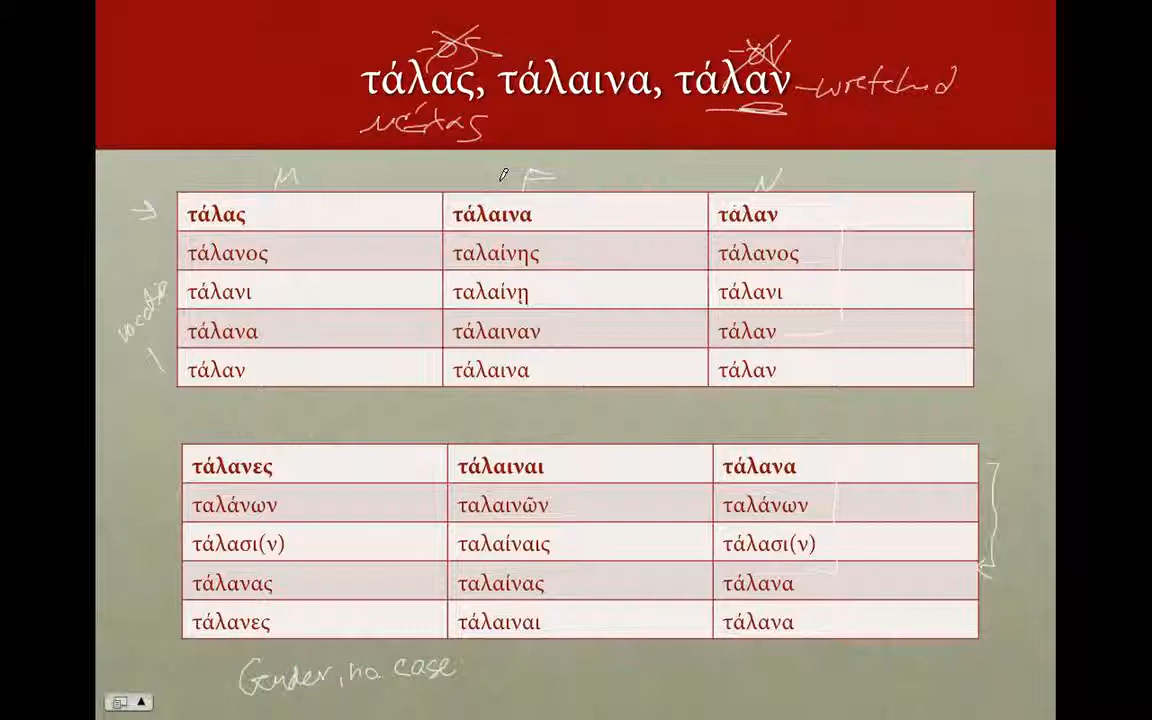 -ος -ον
τάλας, τάλαινα, τάλαν -wretched
μέλας
M F N
τάλας τάλαινα τάλαν
τάλανος ταλαίνης τάλανος
τάλανι ταλαίνῃ τάλανι
τάλανα τάλαιναν τάλαν
τάλαν τάλαινα τάλαν
τάλανες τάλαιναι τάλανα
ταλάνων ταλαινῶν ταλάνων
τάλασι(ν) ταλαίναις τάλασι(ν)
τάλανας ταλαίνας τάλανα
τάλανες τάλαιναι τάλανα
Gender, no. case